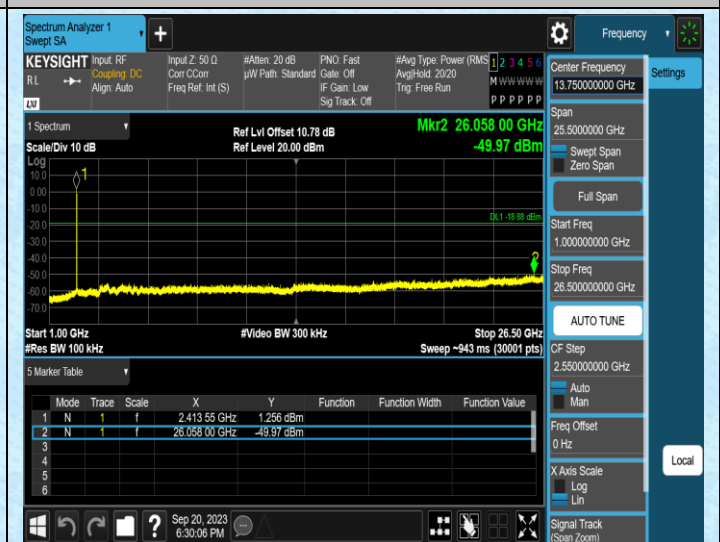 Spectrum Analyzer 1
Swept SA
+
Frequency
KEYSIGHT
RL
LXI
Input: RF
Coupling: DC
Align: Auto
Input Z: 50 Ω
Corr CCorr
Freq Ref: Int (S)
#Atten: 20 dB
µW Path: Standard
PNO: Fast
Gate: Off
IF Gain: Low
Sig Track: Off
#Avg Type: Power (RMS
Avg|Hold: 20/20
Trig: Free Run
1 2 3 4 5 6
M W W W W W
P P P P P P
Center Frequency
13.750000000 GHz
Settings
Span
25.5000000 GHz
Swept Span
Zero Span
Full Span
Start Freq
1.000000000 GHz
Stop Freq
26.500000000 GHz
AUTO TUNE
CF Step
2.550000000 GHz
Auto
Man
Freq Offset
0 Hz
X Axis Scale
Log
Lin
Signal Track
(Span Zoom)
Local
1 Spectrum
Scale/Div 10 dB
Ref Lvl Offset 10.78 dB
Ref Level 20.00 dBm
Mkr2 26.058 00 GHz
-49.97 dBm
Log
10.0
0.00
-10.0
-20.0
-30.0
-40.0
-50.0
-60.0
-70.0
1
DL1 -18.88 dBm
2
Start 1.00 GHz
#Res BW 100 kHz
#Video BW 300 kHz
Stop 26.50 GHz
Sweep ~943 ms (30001 pts)
5 Marker Table
Mode Trace Scale X Y Function Function Width Function Value
1 N 1 f 2.413 55 GHz 1.256 dBm
2 N 1 f 26.058 00 GHz -49.97 dBm
3
4
5
6
?
Sep 20, 2023
6:30:06 PM